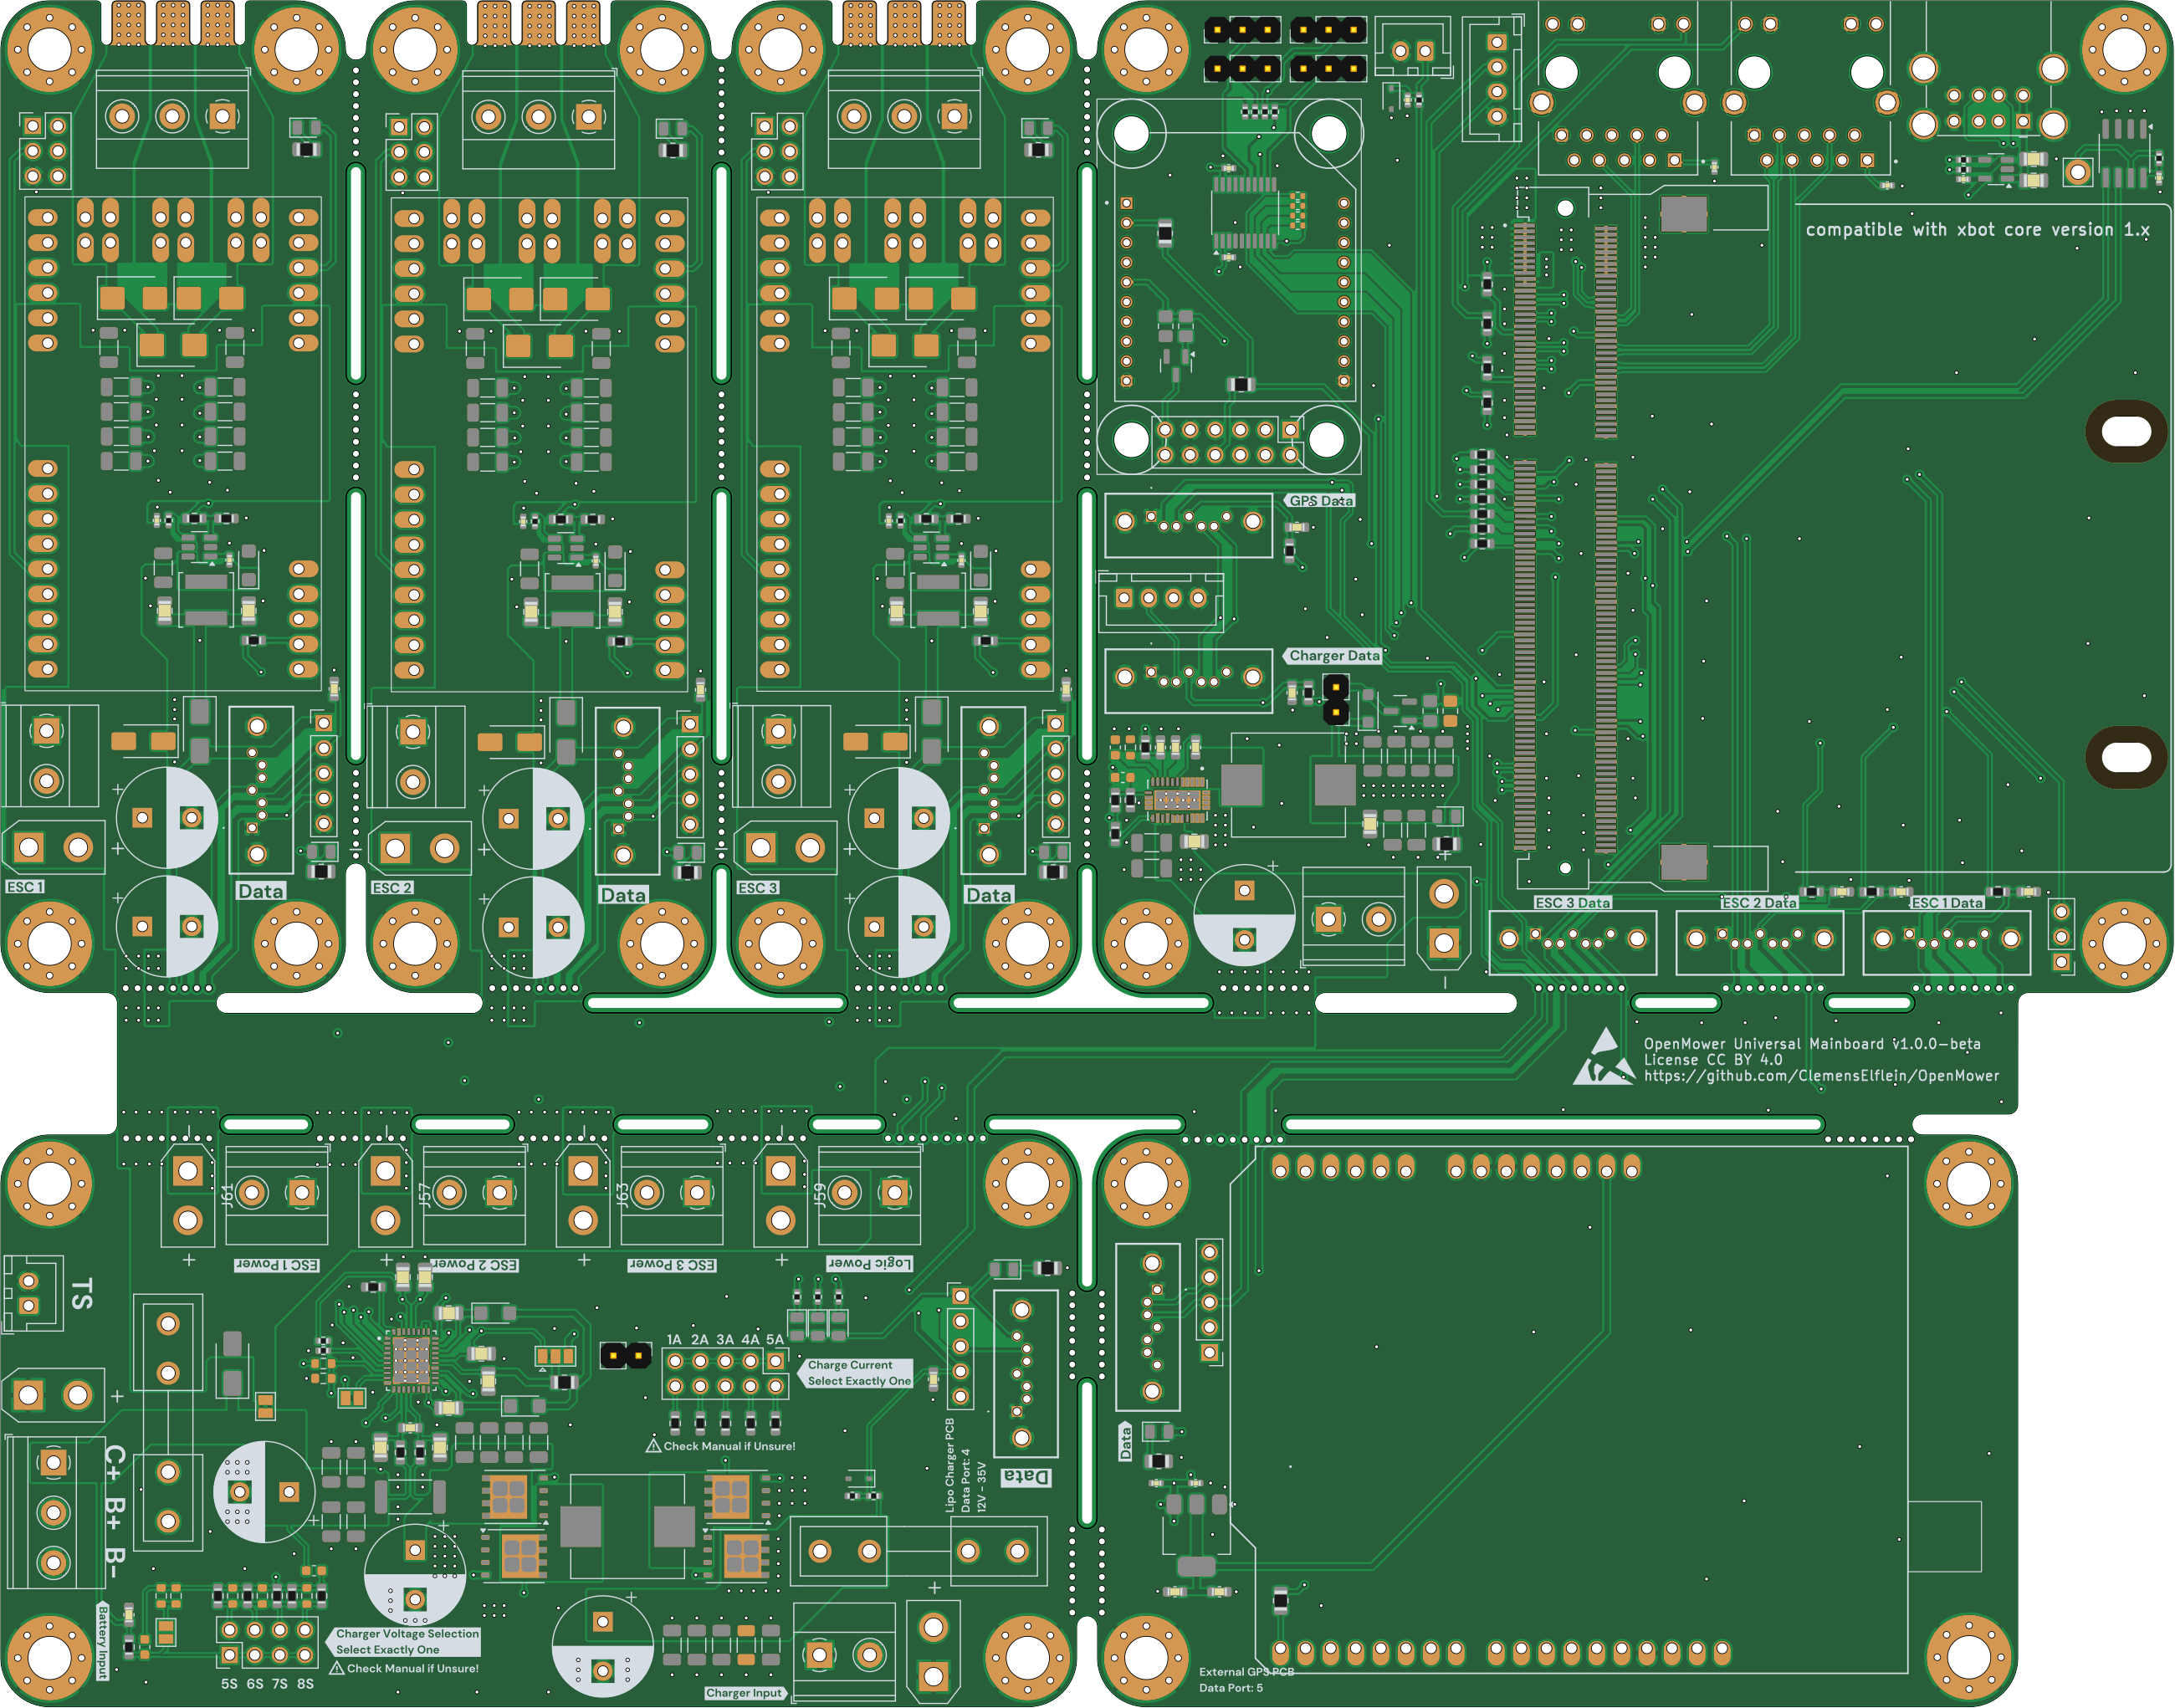 compatible with xbot core version 1.x
GPS Data
Charger Data
ESC 1
Data
ESC 2
Data
ESC 3
Data
ESC 3 Data
ESC 2 Data
ESC 1 Data
OpenMower Universal Mainboard v1.0.0-beta
License CC BY 4.0
https://github.com/ClemensElflein/OpenMower
J61
J57
J63
J59
ESC 1 Power
ESC 2 Power
ESC 3 Power
Logic Power
TS
1A 2A 3A 4A 5A
Charge Current
Select Exactly One
Check Manual if Unsure!
C+ B+ B-
Lipo Charger PCB
Data Port: 4
12V - 35V
Data
Data
Battery Input
Charger Voltage Selection
Select Exactly One
Check Manual if Unsure!
5S 6S 7S 8S
Charger Input
External GPS PCB
Data Port: 5